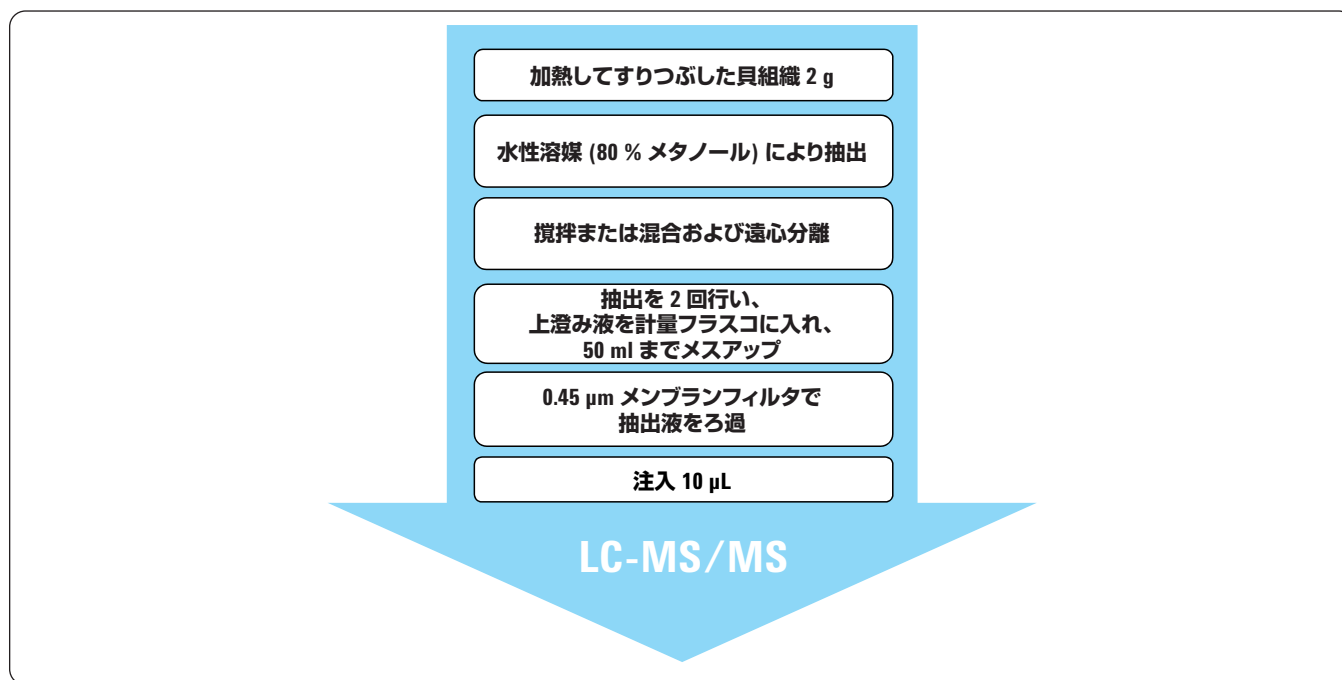 加熱してすりつぶした貝組織 2 g
水性溶媒 (80 % メタノール) により抽出
撹拌または混合および遠心分離
抽出を 2 回行い、
上澄み液を計量フラスコに入れ、
50 ml までメスアップ
0.45 µm メンブランフィルタで
抽出液をろ過
注入 10 µL
LC-MS/MS